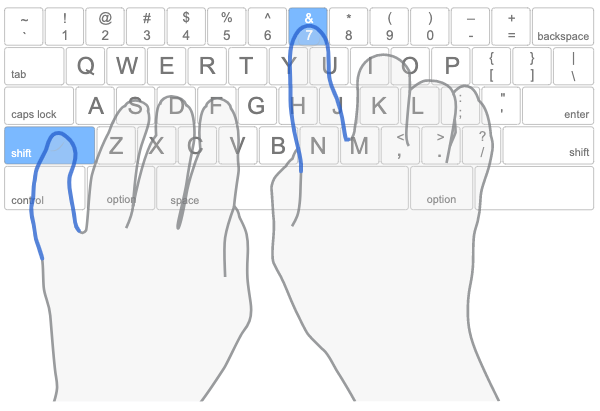 ~ ! @ # $ % ^ & * ( ) – +
` 1 2 3 4 5 6 7 8 9 0 - = backspace
tab Q W E R T Y U I O P { [ } ] | \
caps lock A S D F G H J K L : ; " ' enter
shift Z X C V B N M < , > . ? / shift
control option space option